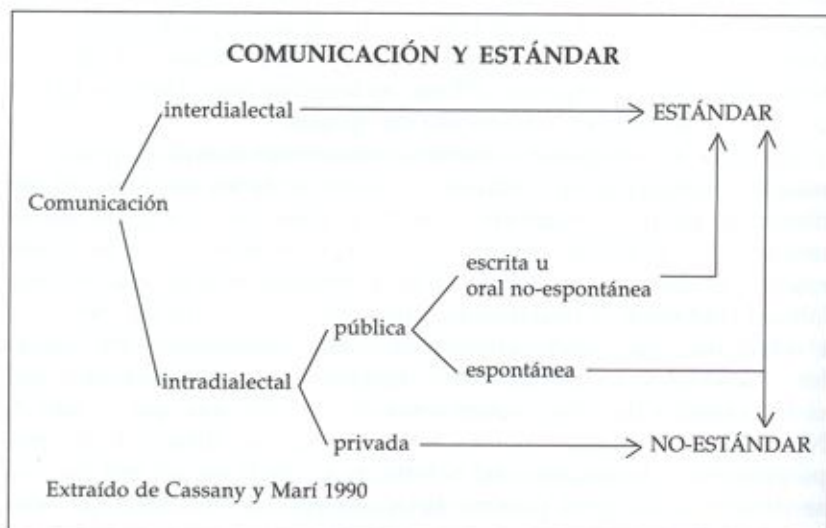 COMUNICACIÓN Y ESTÁNDAR
interdialectal
ESTÁNDAR
Comunicación
escrita u
oral no-espontánea
pública
espontánea
intradialectal
privada
NO-ESTÁNDAR
Extraído de Cassany y Marí 1990